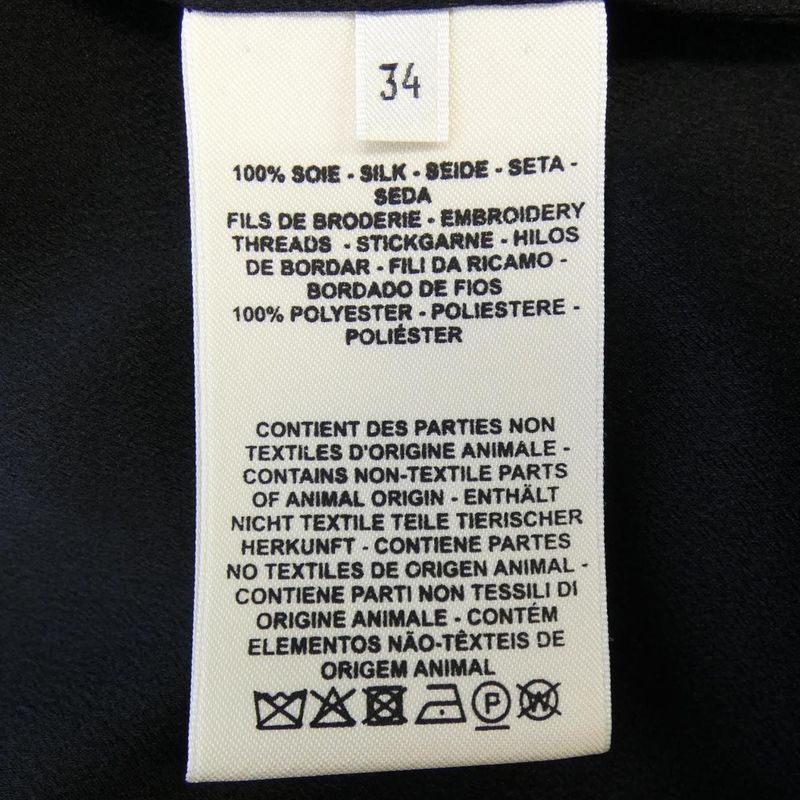 34
100% SOIE - SILK - SEIDE - SETA -
SEDA
FILS DE BRODERIE - EMBROIDERY
THREADS - STICKGARNE - HILOS
DE BORDAR - FILI DA RICAMO -
BORDADO DE FIOS
100% POLYESTER - POLIESTERE -
POLIÉSTER
CONTIENT DES PARTIES NON
TEXTILES D'ORIGINE ANIMALE -
CONTAINS NON-TEXTILE PARTS
OF ANIMAL ORIGIN - ENTHÄLT
NICHT TEXTILE TEILE TIERISCHER
HERKUNFT - CONTIENE PARTES
NO TEXTILES DE ORIGEN ANIMAL -
CONTIENE PARTI NON TESSILI DI
ORIGINE ANIMALE - CONTÉM
ELEMENTOS NÃO-TÊXTEIS DE
ORIGEM ANIMAL
P W